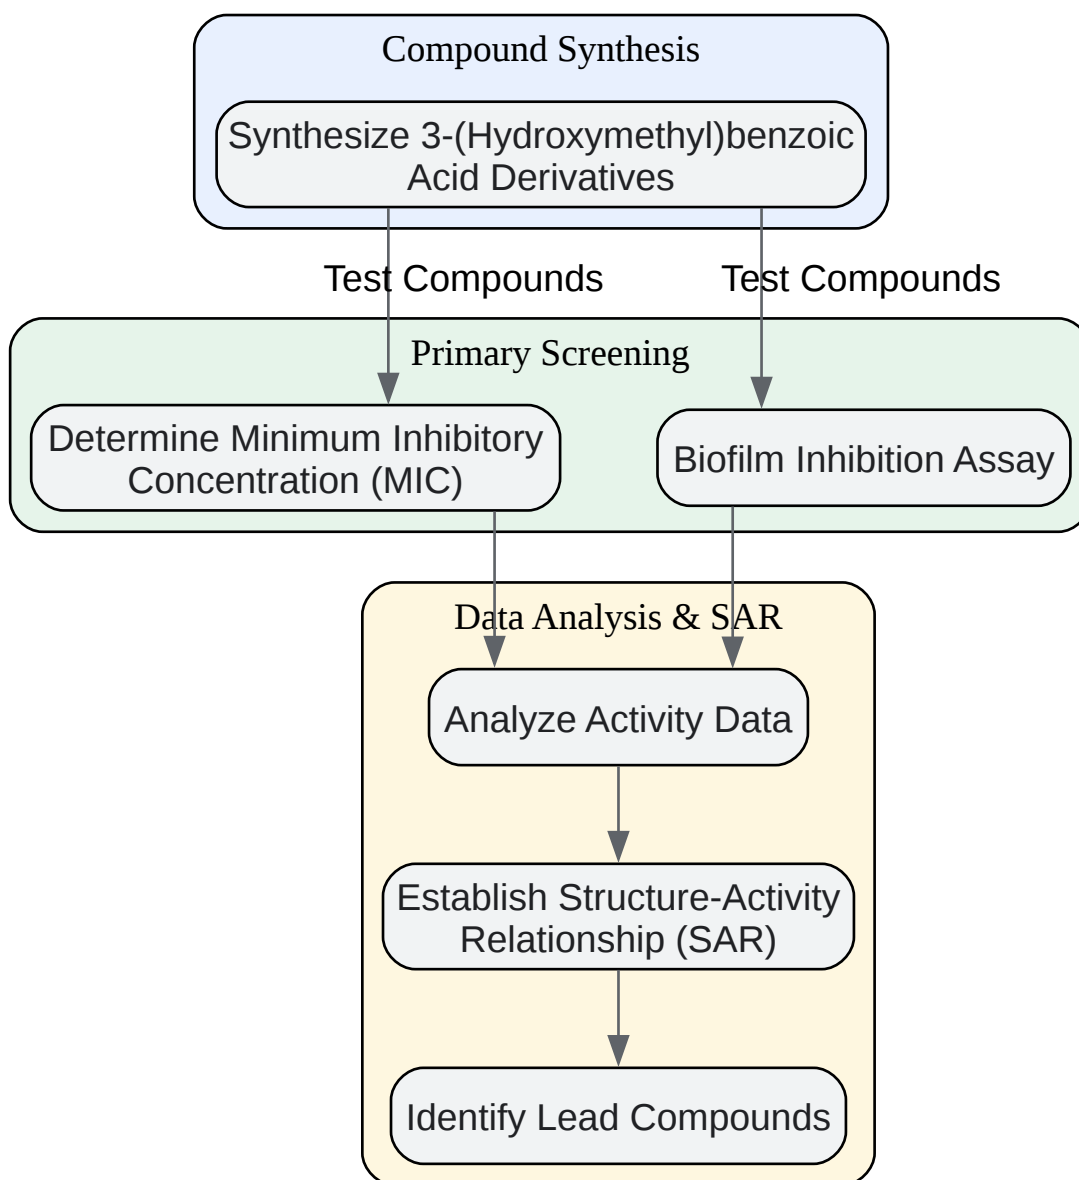 Compound Synthesis
Synthesize 3-(Hydroxymethyl)benzoic
Acid Derivatives
Test Compounds
Test Compounds
Primary Screening
Determine Minimum Inhibitory
Concentration (MIC)
Biofilm Inhibition Assay
Data Analysis & SAR
Analyze Activity Data
Establish Structure-Activity
Relationship (SAR)
Identify Lead Compounds